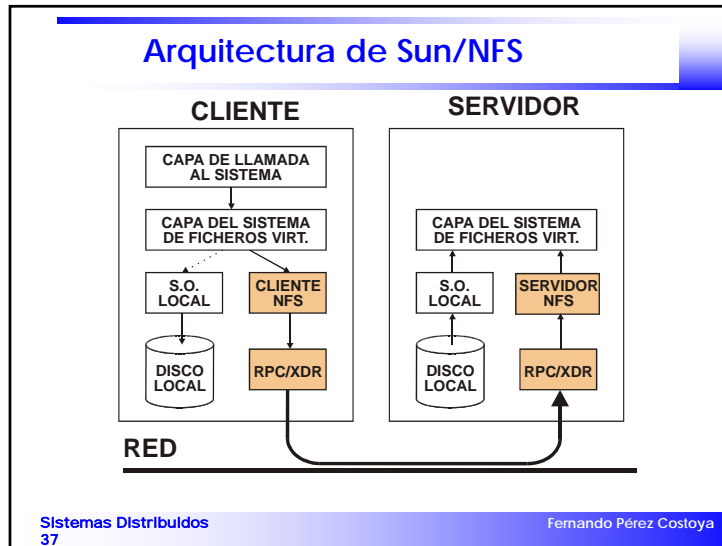 Arquitectura de Sun/NFS
CLIENTE
CAPA DE LLAMADA
AL SISTEMA
CAPA DEL SISTEMA
DE FICHEROS VIRT.
S.O.
LOCAL
CLIENTE
NFS
DISCO
LOCAL
RPC/XDR
SERVIDOR
CAPA DEL SISTEMA
DE FICHEROS VIRT.
S.O.
LOCAL
SERVIDOR
NFS
DISCO
LOCAL
RPC/XDR
RED
Sistemas Distribuidos
37
Fernando Pérez Costoya